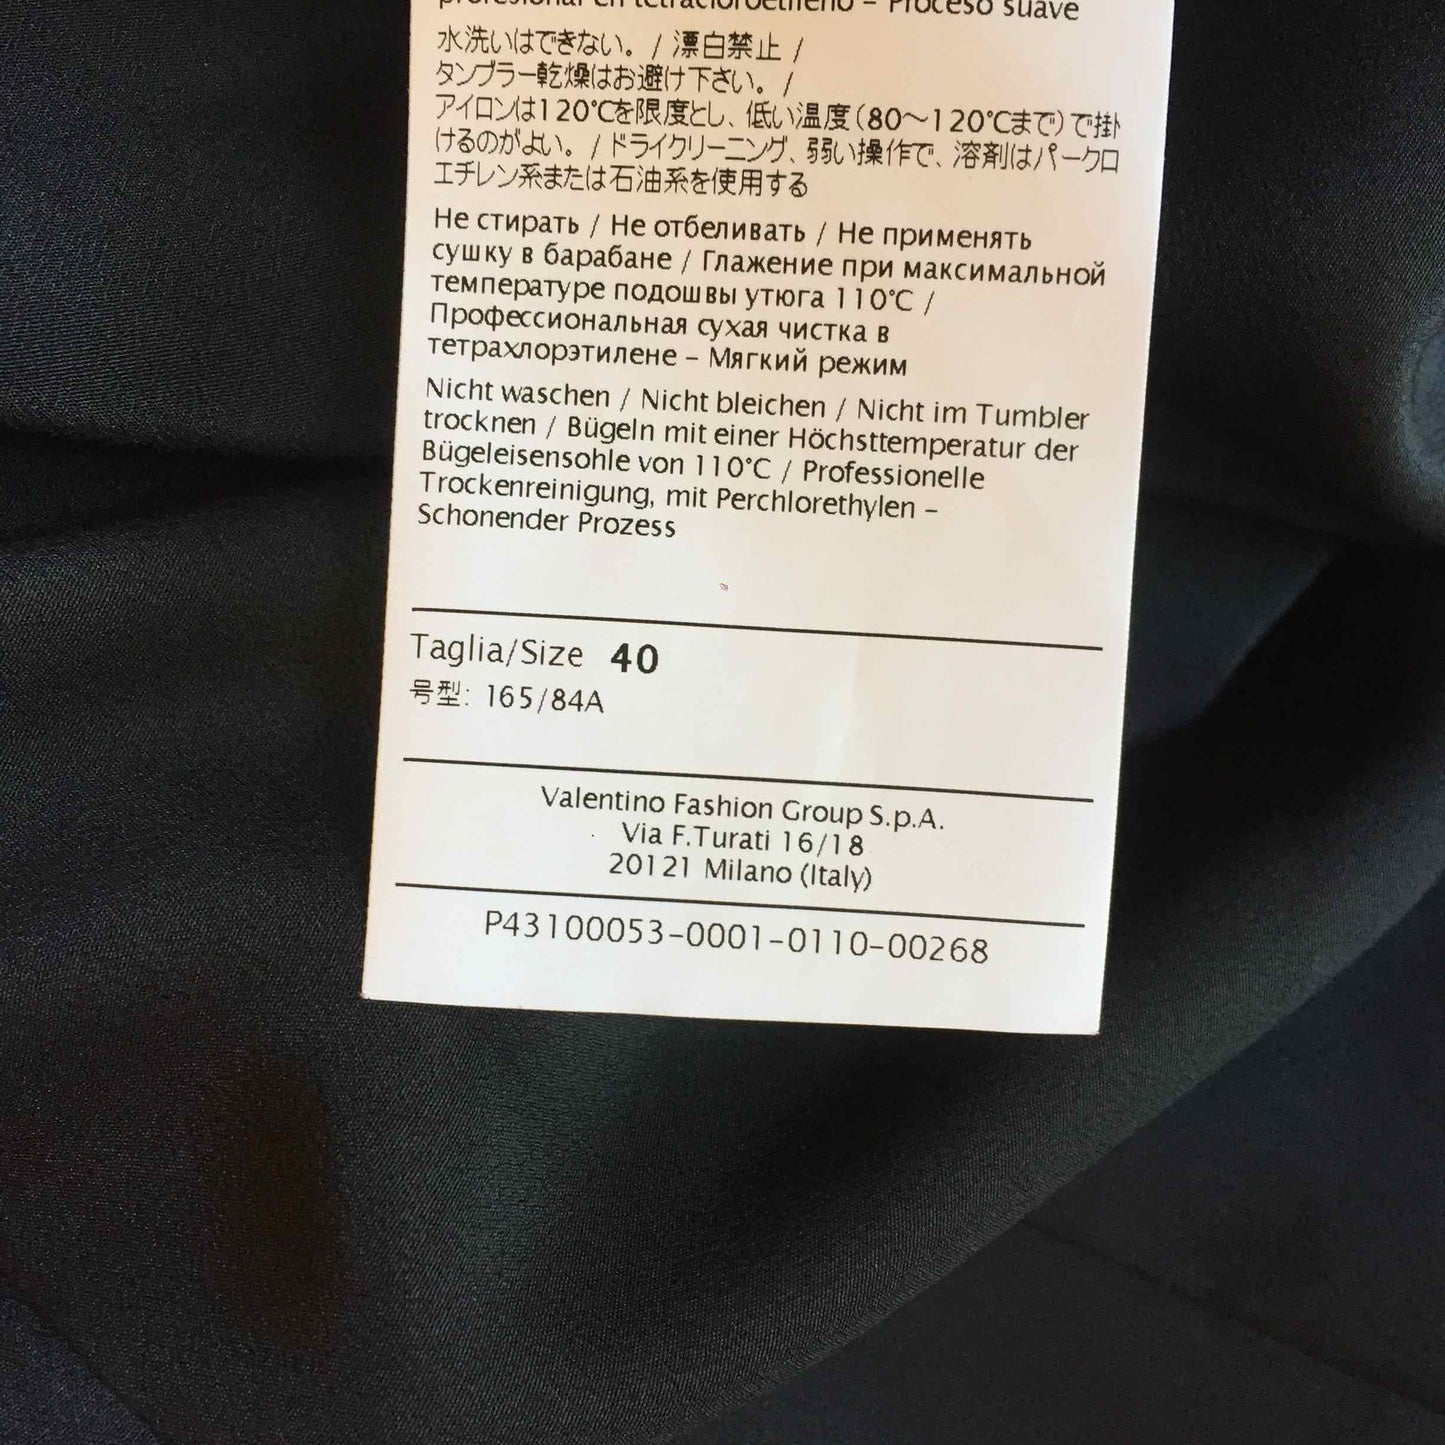 profesional en tetracloroetileno – Proceso suave
水洗いはできない。 / 漂白禁止 /
タンブラー乾燥はお避け下さい。 /
アイロンは120℃を限度とし、低い温度(80〜120℃まで)で掛
けるのがよい。 / ドライクリーニング、弱い操作で、溶剤はパークロ
エチレン系または石油系を使用する
Не стирать / Не отбеливать / Не применять
сушку в барабане / Глажение при максимальной
температуре подошвы утюга 110°C /
Профессиональная сухая чистка в
тетрахлорэтилене – Мягкий режим
Nicht waschen / Nicht bleichen / Nicht im Tumbler
trocknen / Bügeln mit einer Höchsttemperatur der
Bügeleisensohle von 110°C / Professionelle
Trockenreinigung, mit Perchlorethylen –
Schonender Prozess
Taglia/Size 40
号型: 165/84A
Valentino Fashion Group S.p.A.
Via F.Turati 16/18
20121 Milano (Italy)
P43100053-0001-0110-00268